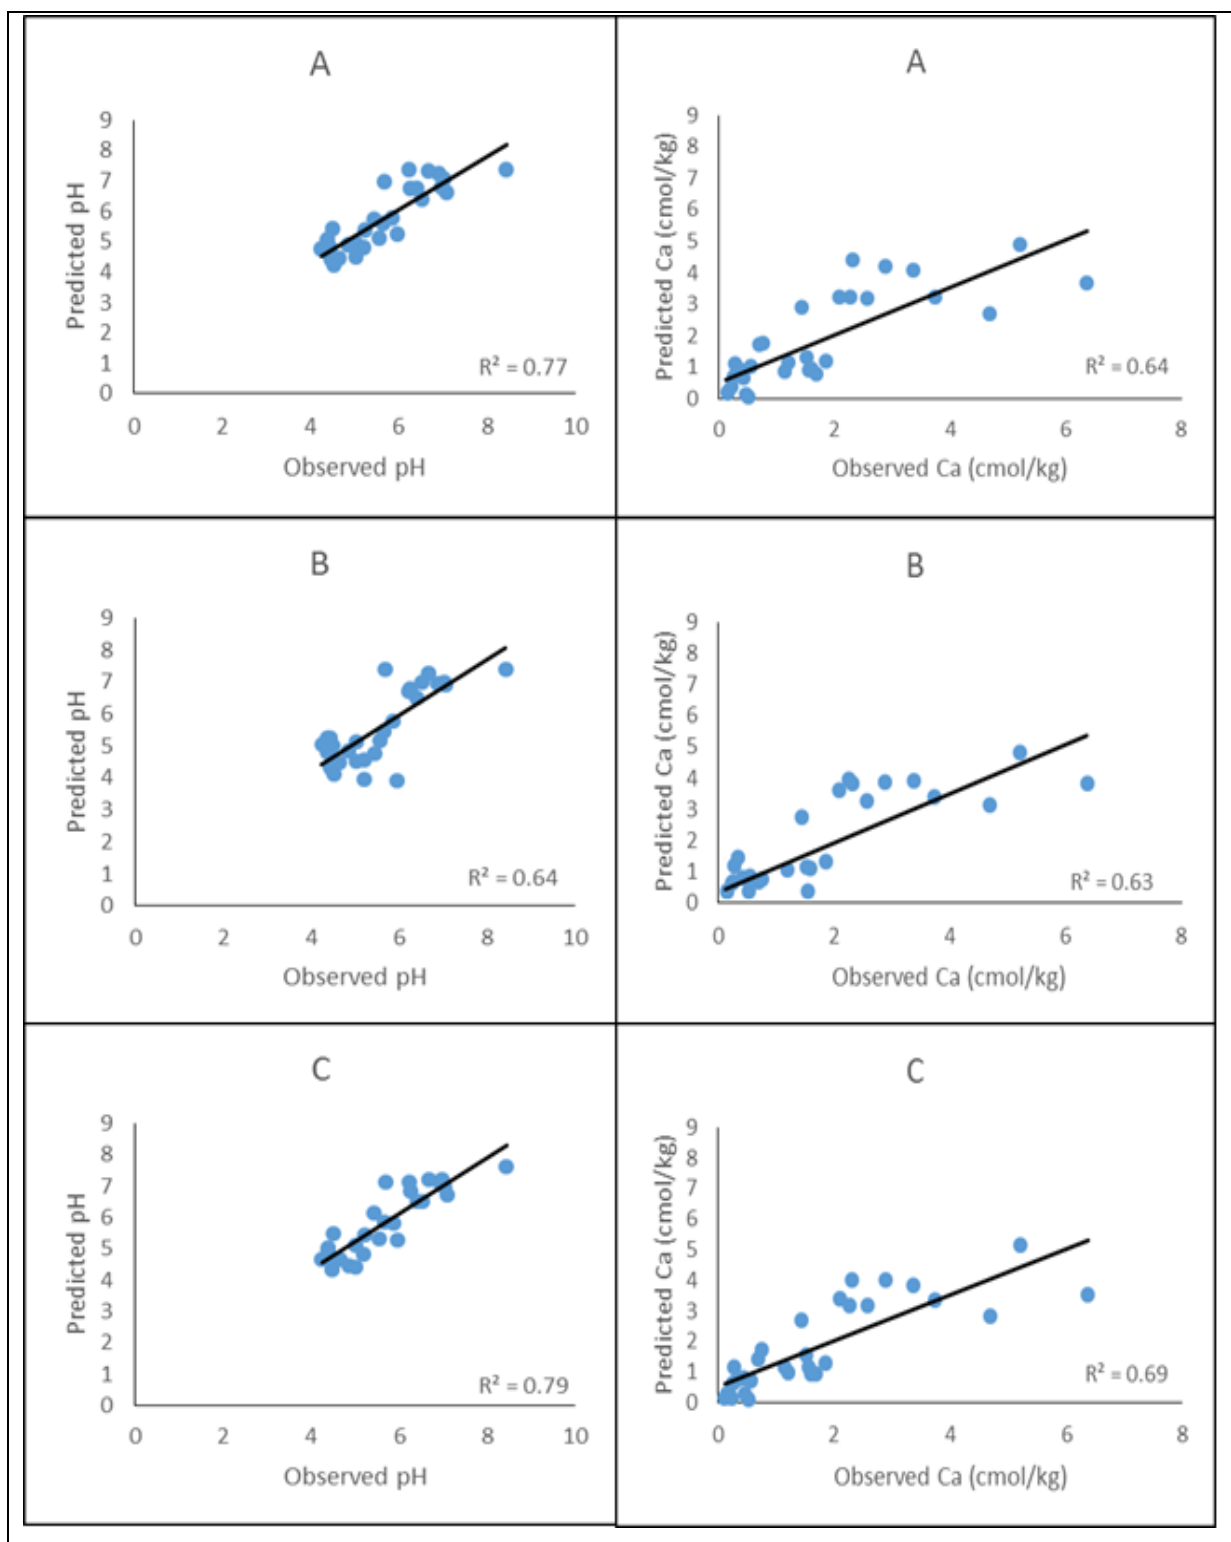 A
Predicted pH
9
8
7
6
5
4
3
2
1
0
R² = 0.77
0 2 4 6 8 10
Observed pH
A
Predicted Ca (cmol/kg)
9
8
7
6
5
4
3
2
1
0
R² = 0.64
0 2 4 6 8
Observed Ca (cmol/kg)
B
Predicted pH
9
8
7
6
5
4
3
2
1
0
R² = 0.64
0 2 4 6 8 10
Observed pH
B
Predicted Ca (cmol/kg)
9
8
7
6
5
4
3
2
1
0
R² = 0.63
0 2 4 6 8
Observed Ca (cmol/kg)
C
Predicted pH
9
8
7
6
5
4
3
2
1
0
R² = 0.79
0 2 4 6 8 10
Observed pH
C
Predicted Ca (cmol/kg)
9
8
7
6
5
4
3
2
1
0
R² = 0.69
0 2 4 6 8
Observed Ca (cmol/kg)